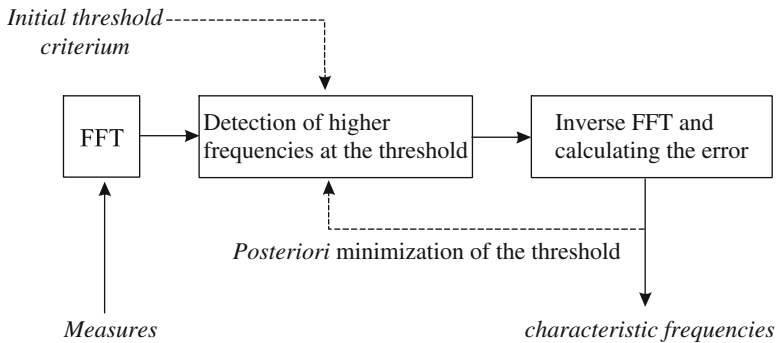 Initial threshold
criterium
FFT
Detection of higher
frequencies at the threshold
Inverse FFT and
calculating the error
Posteriori minimization of the threshold
Measures
characteristic frequencies